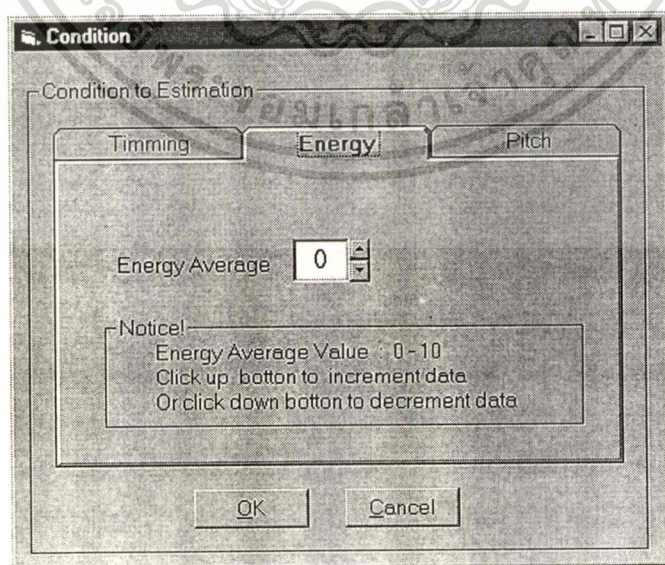 Condition
Condition to Estimation
Timming Energy Pitch
Energy Average 0
Notice!
Energy Average Value : 0 - 10
Click up botton to increment data
Or click down botton to decrement data
OK Cancel